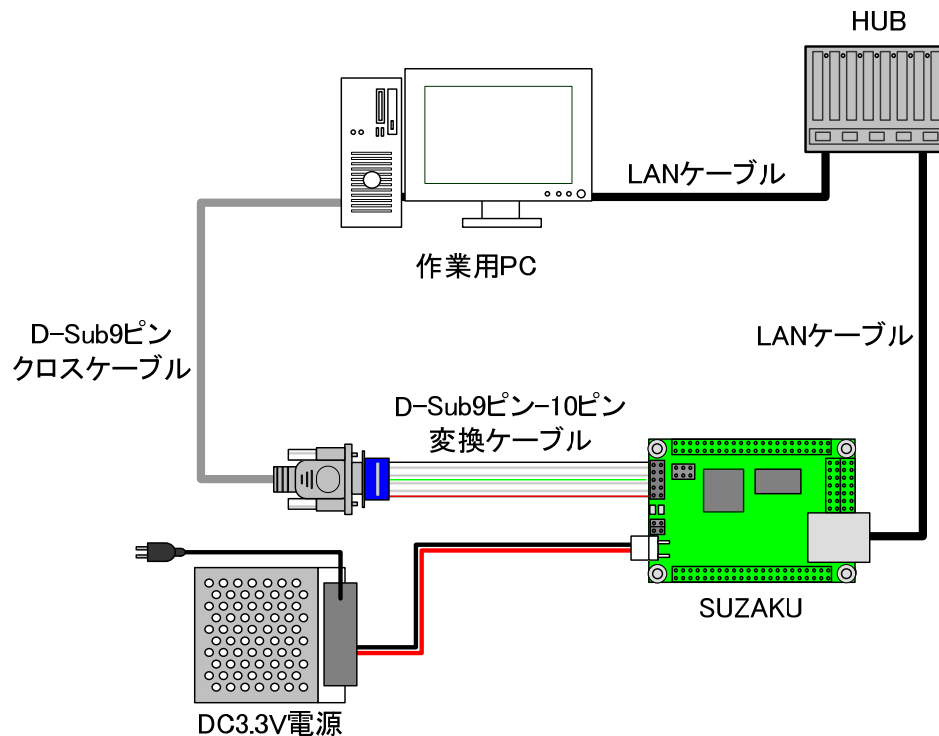 HUB
LANケーブル
作業用PC
D-Sub9ピン
クロスケーブル
LANケーブル
D-Sub9ピン-10ピン
変換ケーブル
SUZAKU
DC3.3V電源